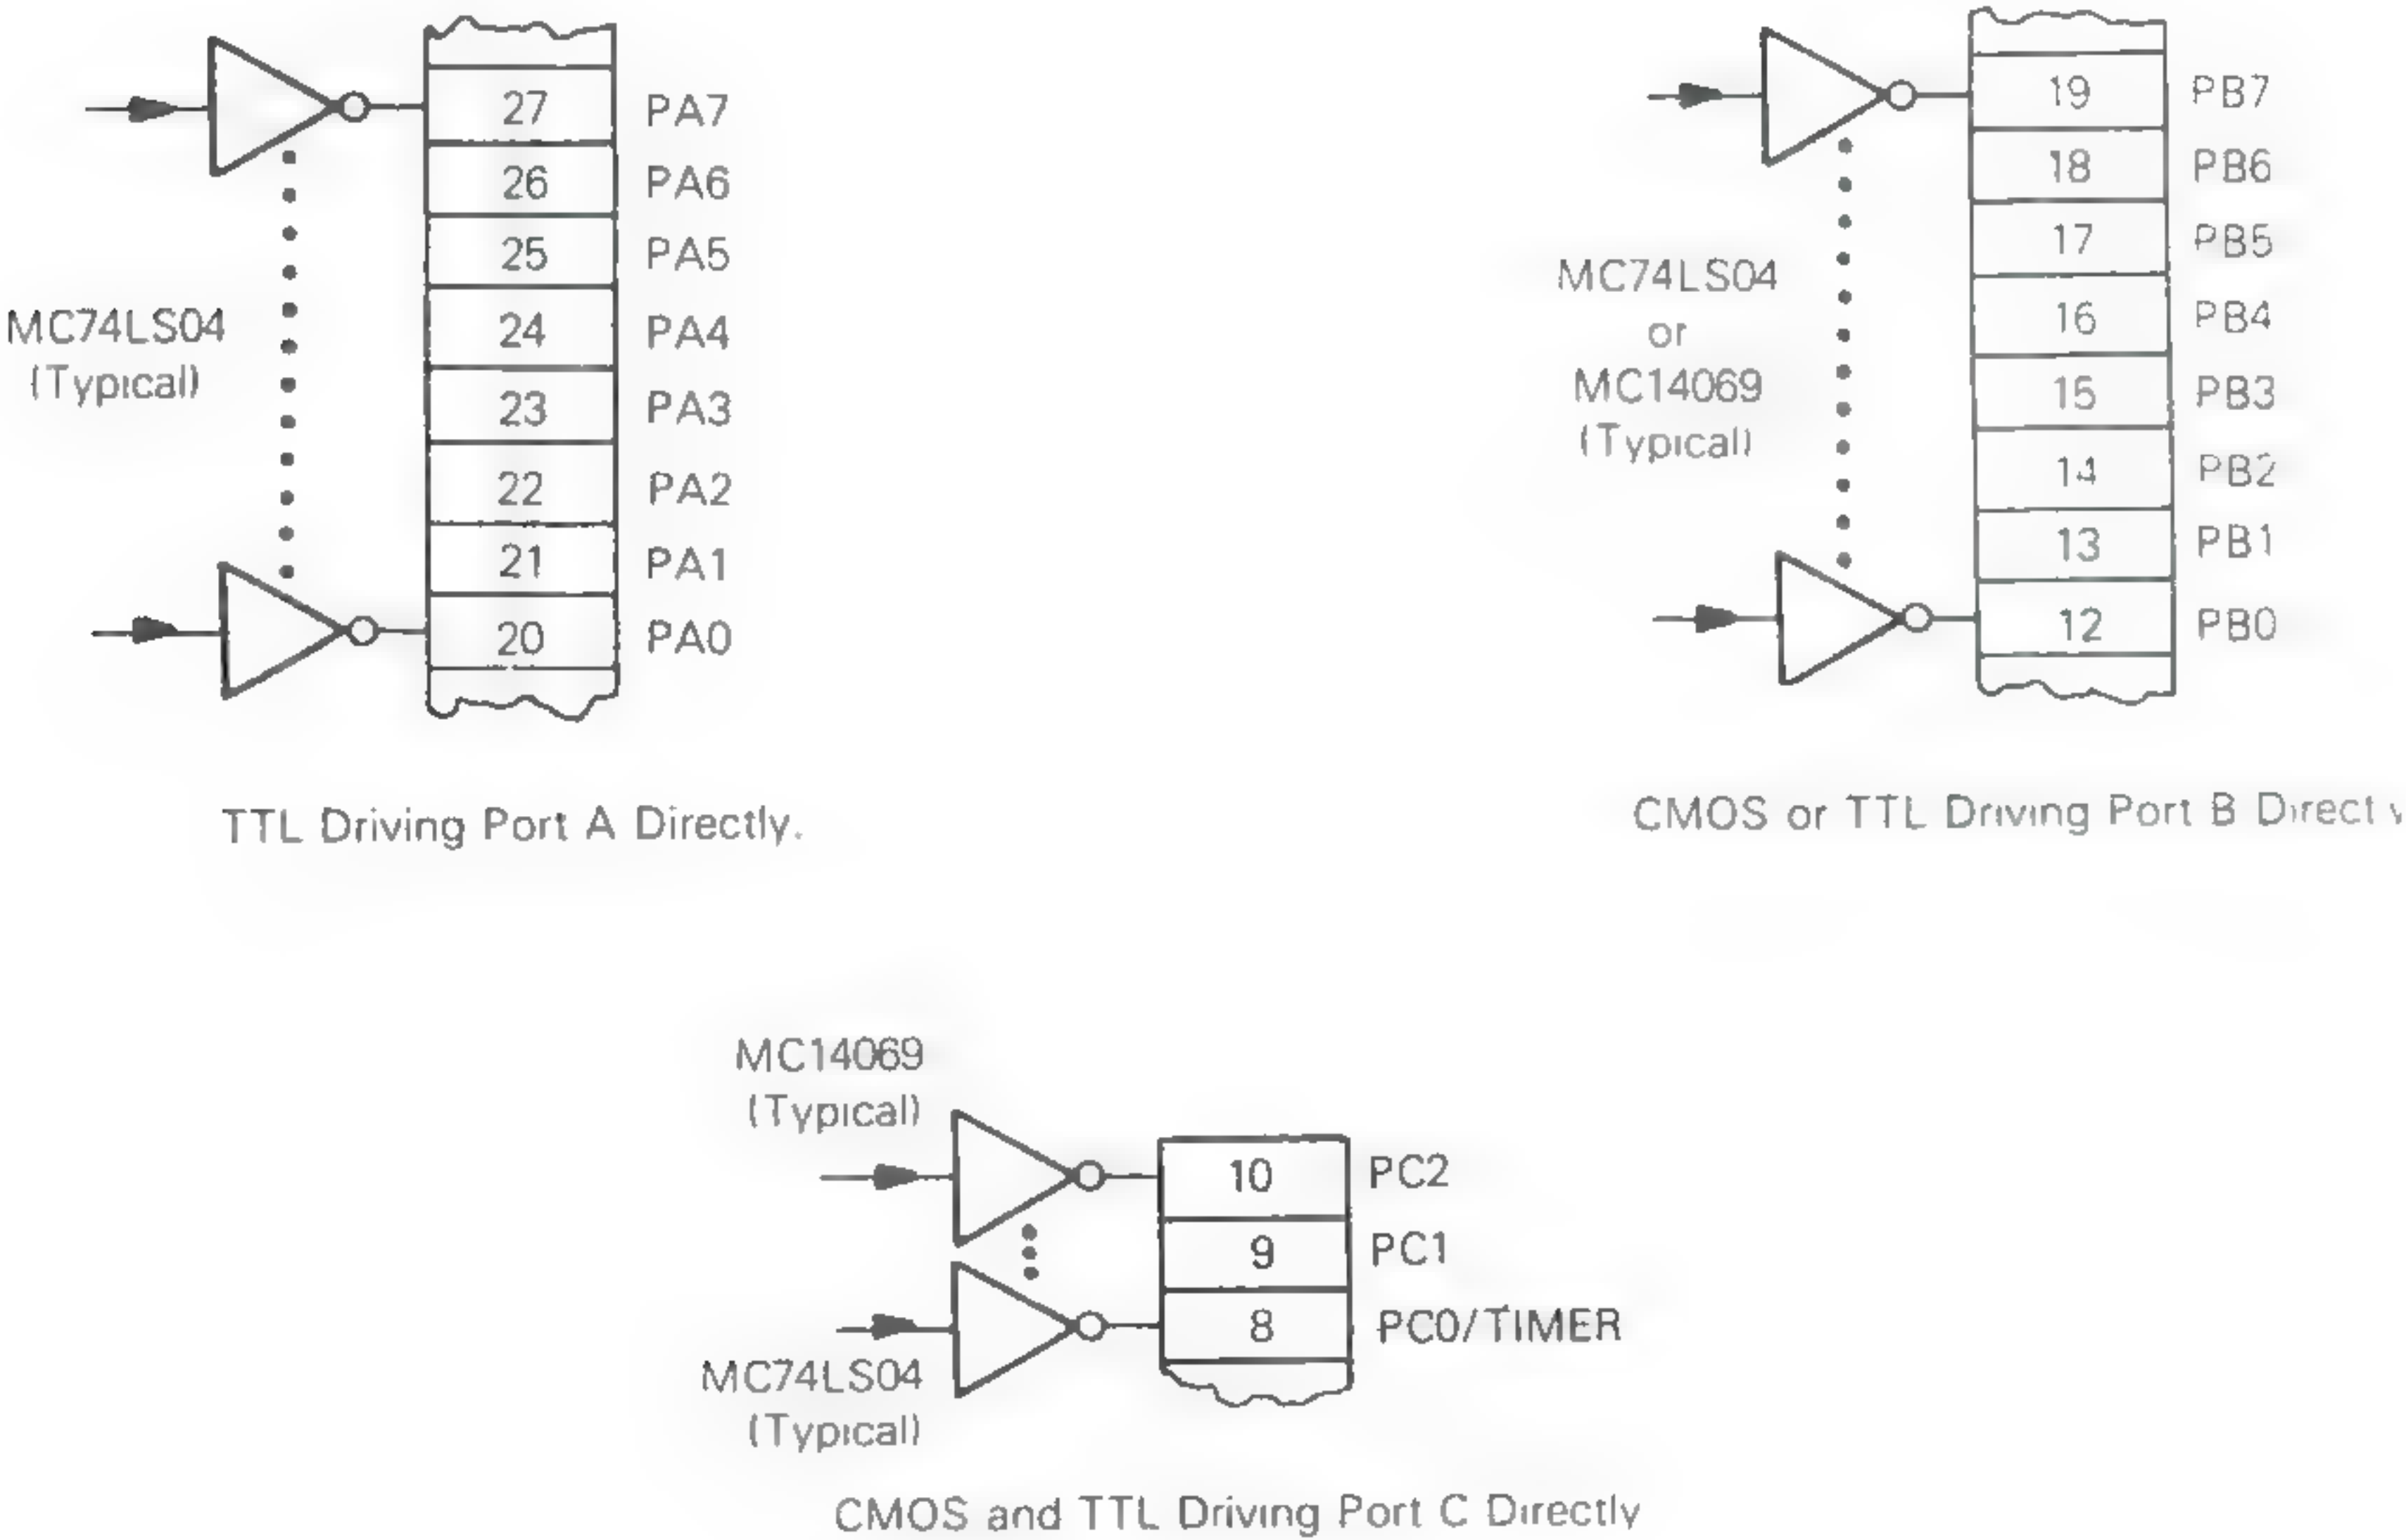 27 PA7
26 PA6
25 PA5
24 PA4
23 PA3
22 PA2
21 PA1
20 PA0
MC74LS04
(Typical)
TTL Driving Port A Directly.
19 PB7
18 PB6
17 PB5
16 PB4
15 PB3
14 PB2
13 PB1
12 PB0
MC74LS04
or
MC14069
(Typical)
CMOS or TTL Driving Port B
MC14069
(Typical)
10 PC2
9 PC1
8 PC0/TIMER
MC74LS04
(Typical)
CMOS and TTL Driving Port C Directly